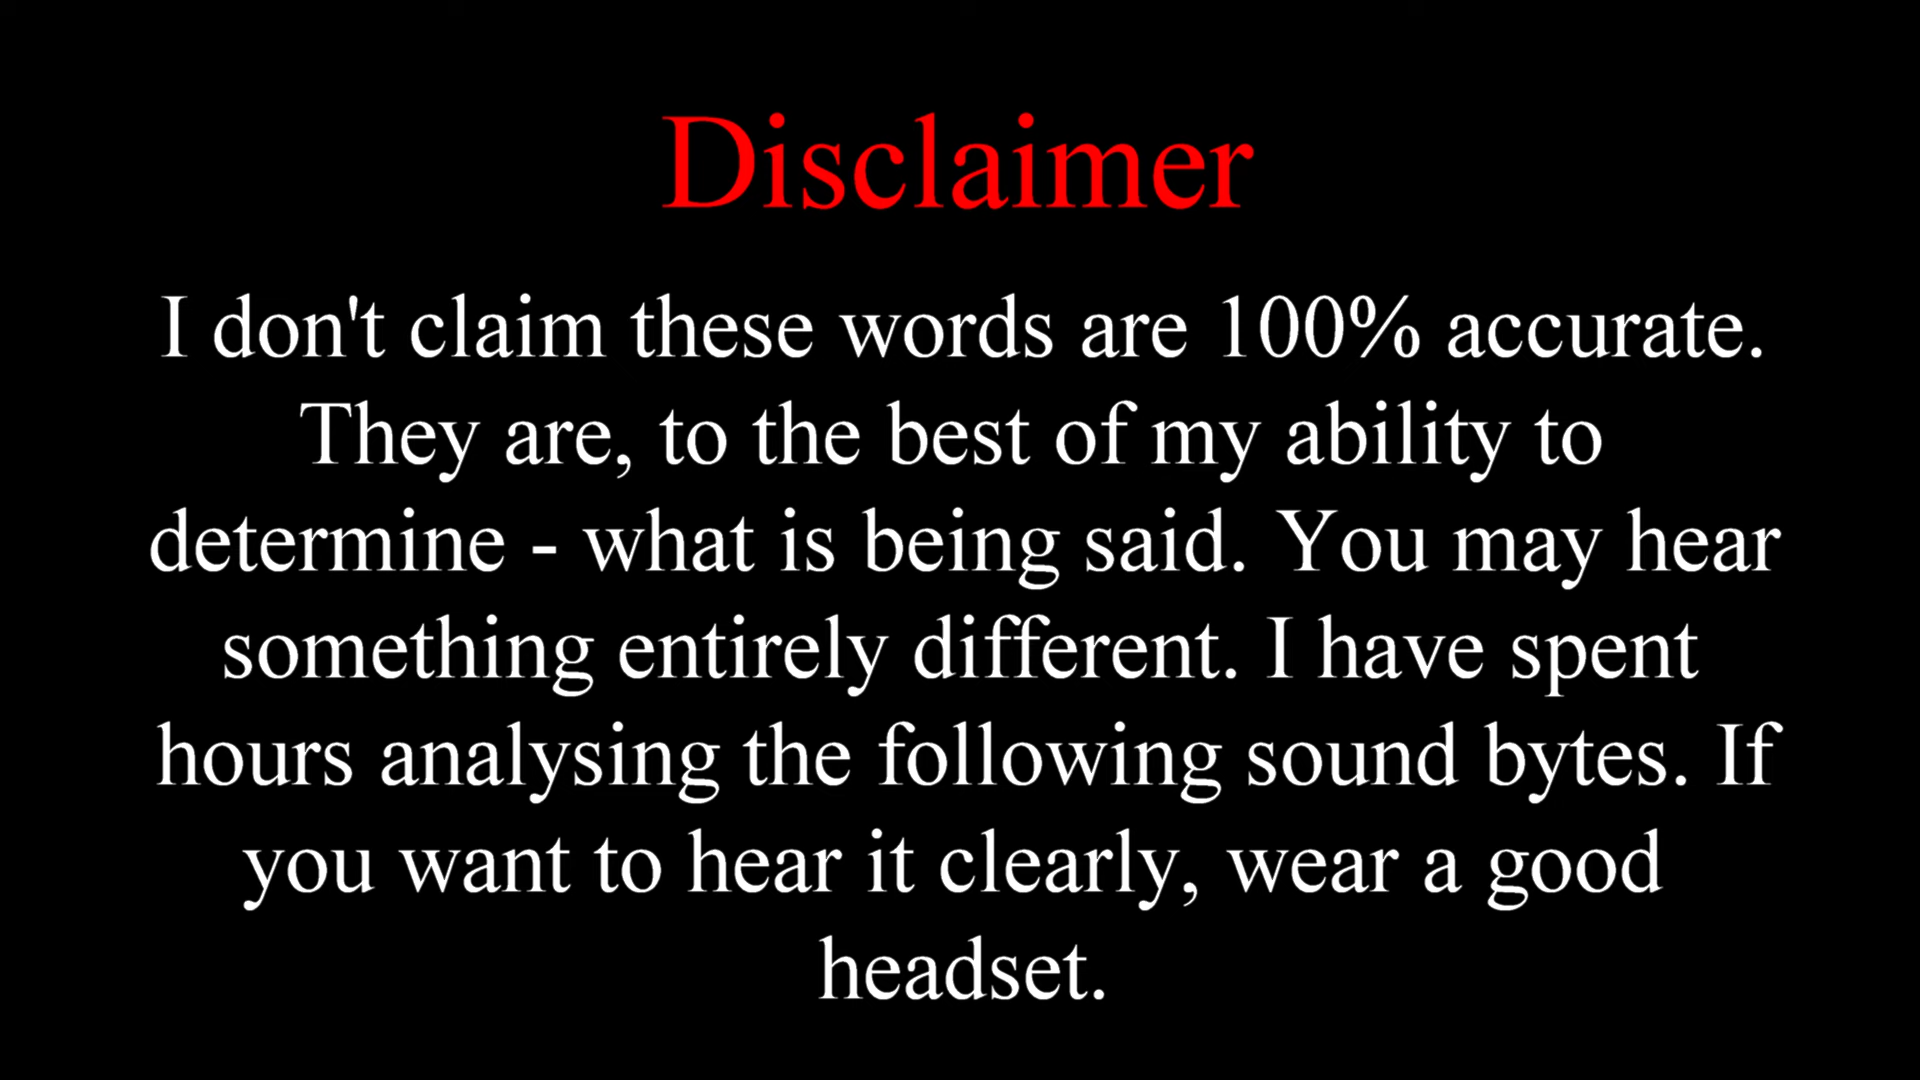 Disclaimer
I don't claim these words are 100% accurate.
They are, to the best of my ability to
determine - what is being said. You may hear
something entirely different. I have spent
hours analysing the following sound bytes. If
you want to hear it clearly, wear a good
headset.